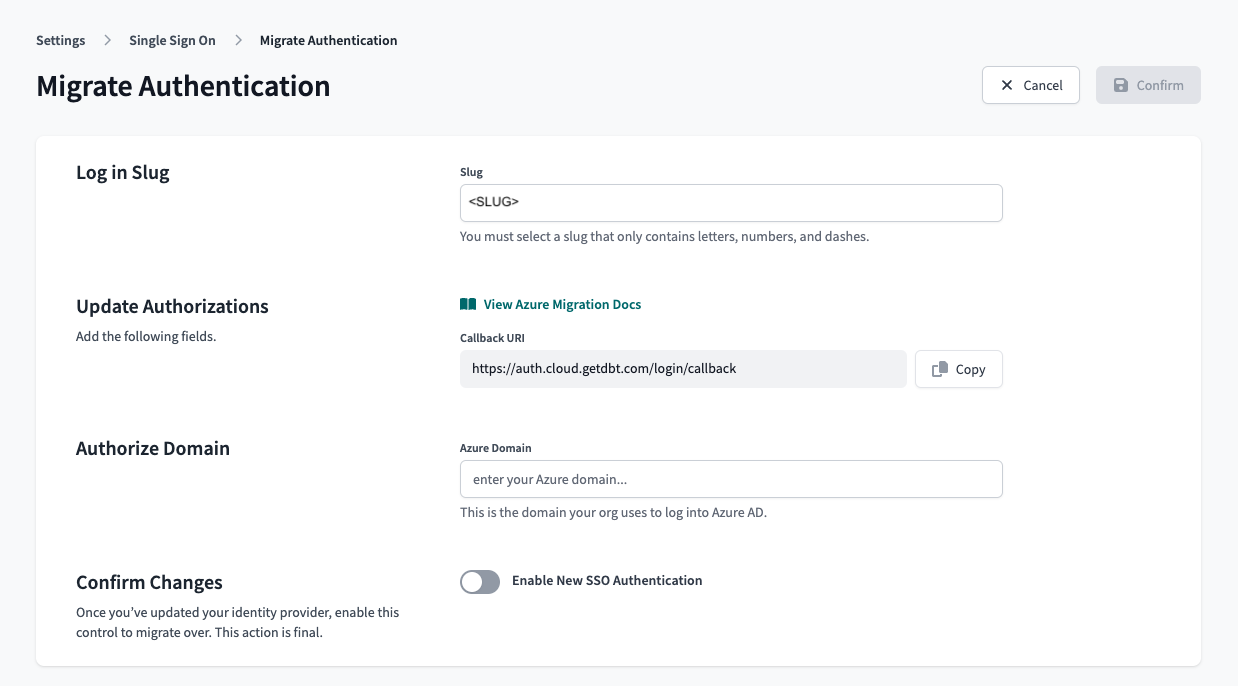 Settings > Single Sign On > Migrate Authentication
Migrate Authentication
Cancel
Confirm
Log in Slug
Slug
<SLUG>
You must select a slug that only contains letters, numbers, and dashes.
Update Authorizations
Add the following fields.
View Azure Migration Docs
Callback URI
https://auth.cloud.getdbt.com/login/callback
Copy
Authorize Domain
Azure Domain
enter your Azure domain...
This is the domain your org uses to log into Azure AD.
Confirm Changes
Once you’ve updated your identity provider, enable this
control to migrate over. This action is final.
Enable New SSO Authentication